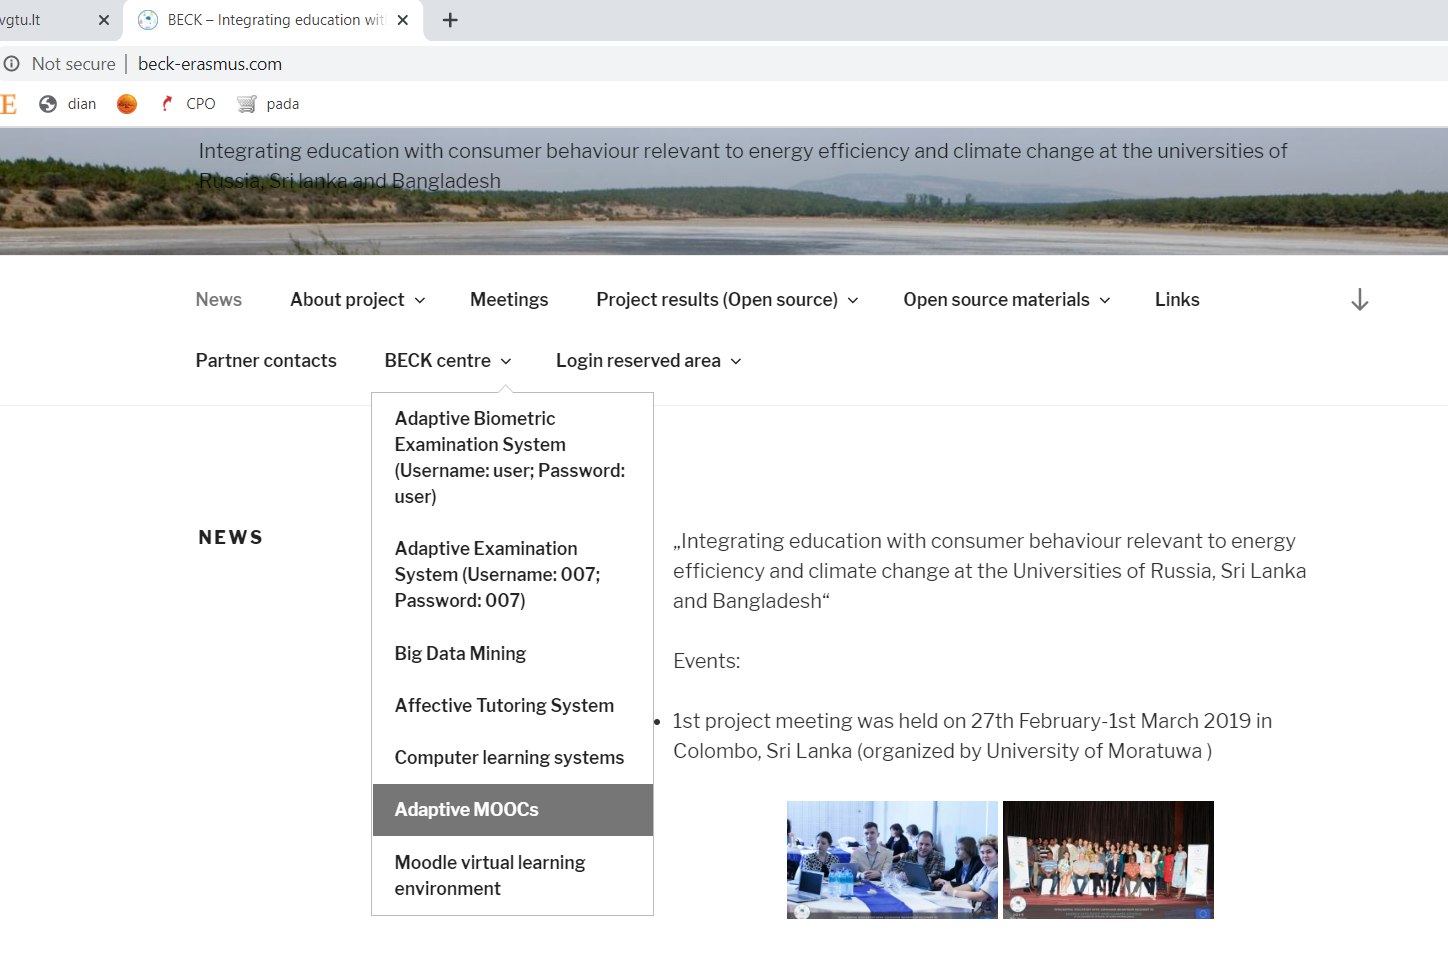 vgtu.lt
BECK – Integrating education wit
Not secure
beck-erasmus.com
E
dian
CPO
pada
Integrating education with consumer behaviour relevant to energy efficiency and climate change at the universities of
Russia, Sri lanka and Bangladesh
News
About project
Meetings
Project results (Open source)
Open source materials
Links
Partner contacts
BECK centre
Login reserved area
Adaptive Biometric
Examination System
(Username: user; Password:
user)
Adaptive Examination
System (Username: 007;
Password: 007)
Big Data Mining
Affective Tutoring System
Computer learning systems
Adaptive MOOCs
Moodle virtual learning
environment
NEWS
„Integrating education with consumer behaviour relevant to energy
efficiency and climate change at the Universities of Russia, Sri Lanka
and Bangladesh“
Events:
• 1st project meeting was held on 27th February-1st March 2019 in
Colombo, Sri Lanka (organized by University of Moratuwa )